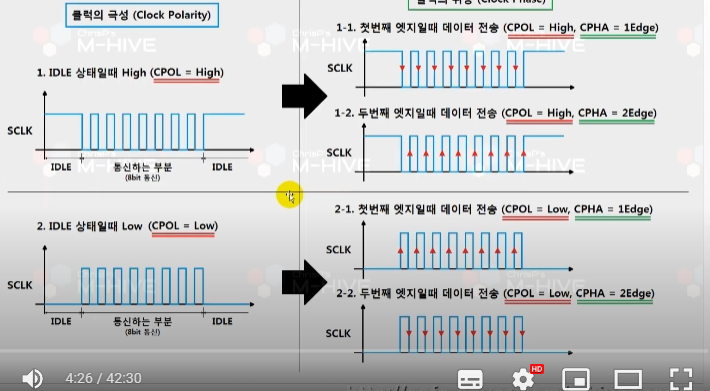 클럭의 극성 (Clock Polarity)
1. IDLE 상태일때 High (CPOL = High)
SCLK
IDLE
통신하는 부분
(8bit 통신)
IDLE
2. IDLE 상태일때 Low (CPOL = Low)
SCLK
IDLE
통신하는 부분
(8bit 통신)
IDLE
클럭의 위상 (Clock Phase)
1-1. 첫번째 엣지일때 데이터 전송 (CPOL = High, CPHA = 1Edge)
SCLK
1-2. 두번째 엣지일때 데이터 전송 (CPOL = High, CPHA = 2Edge)
SCLK
2-1. 첫번째 엣지일때 데이터 전송 (CPOL = Low, CPHA = 1Edge)
SCLK
2-2. 두번째 엣지일때 데이터 전송 (CPOL = Low, CPHA = 2Edge)
SCLK
ChrisP's
M-HIVE
4:26 / 42:30
HD